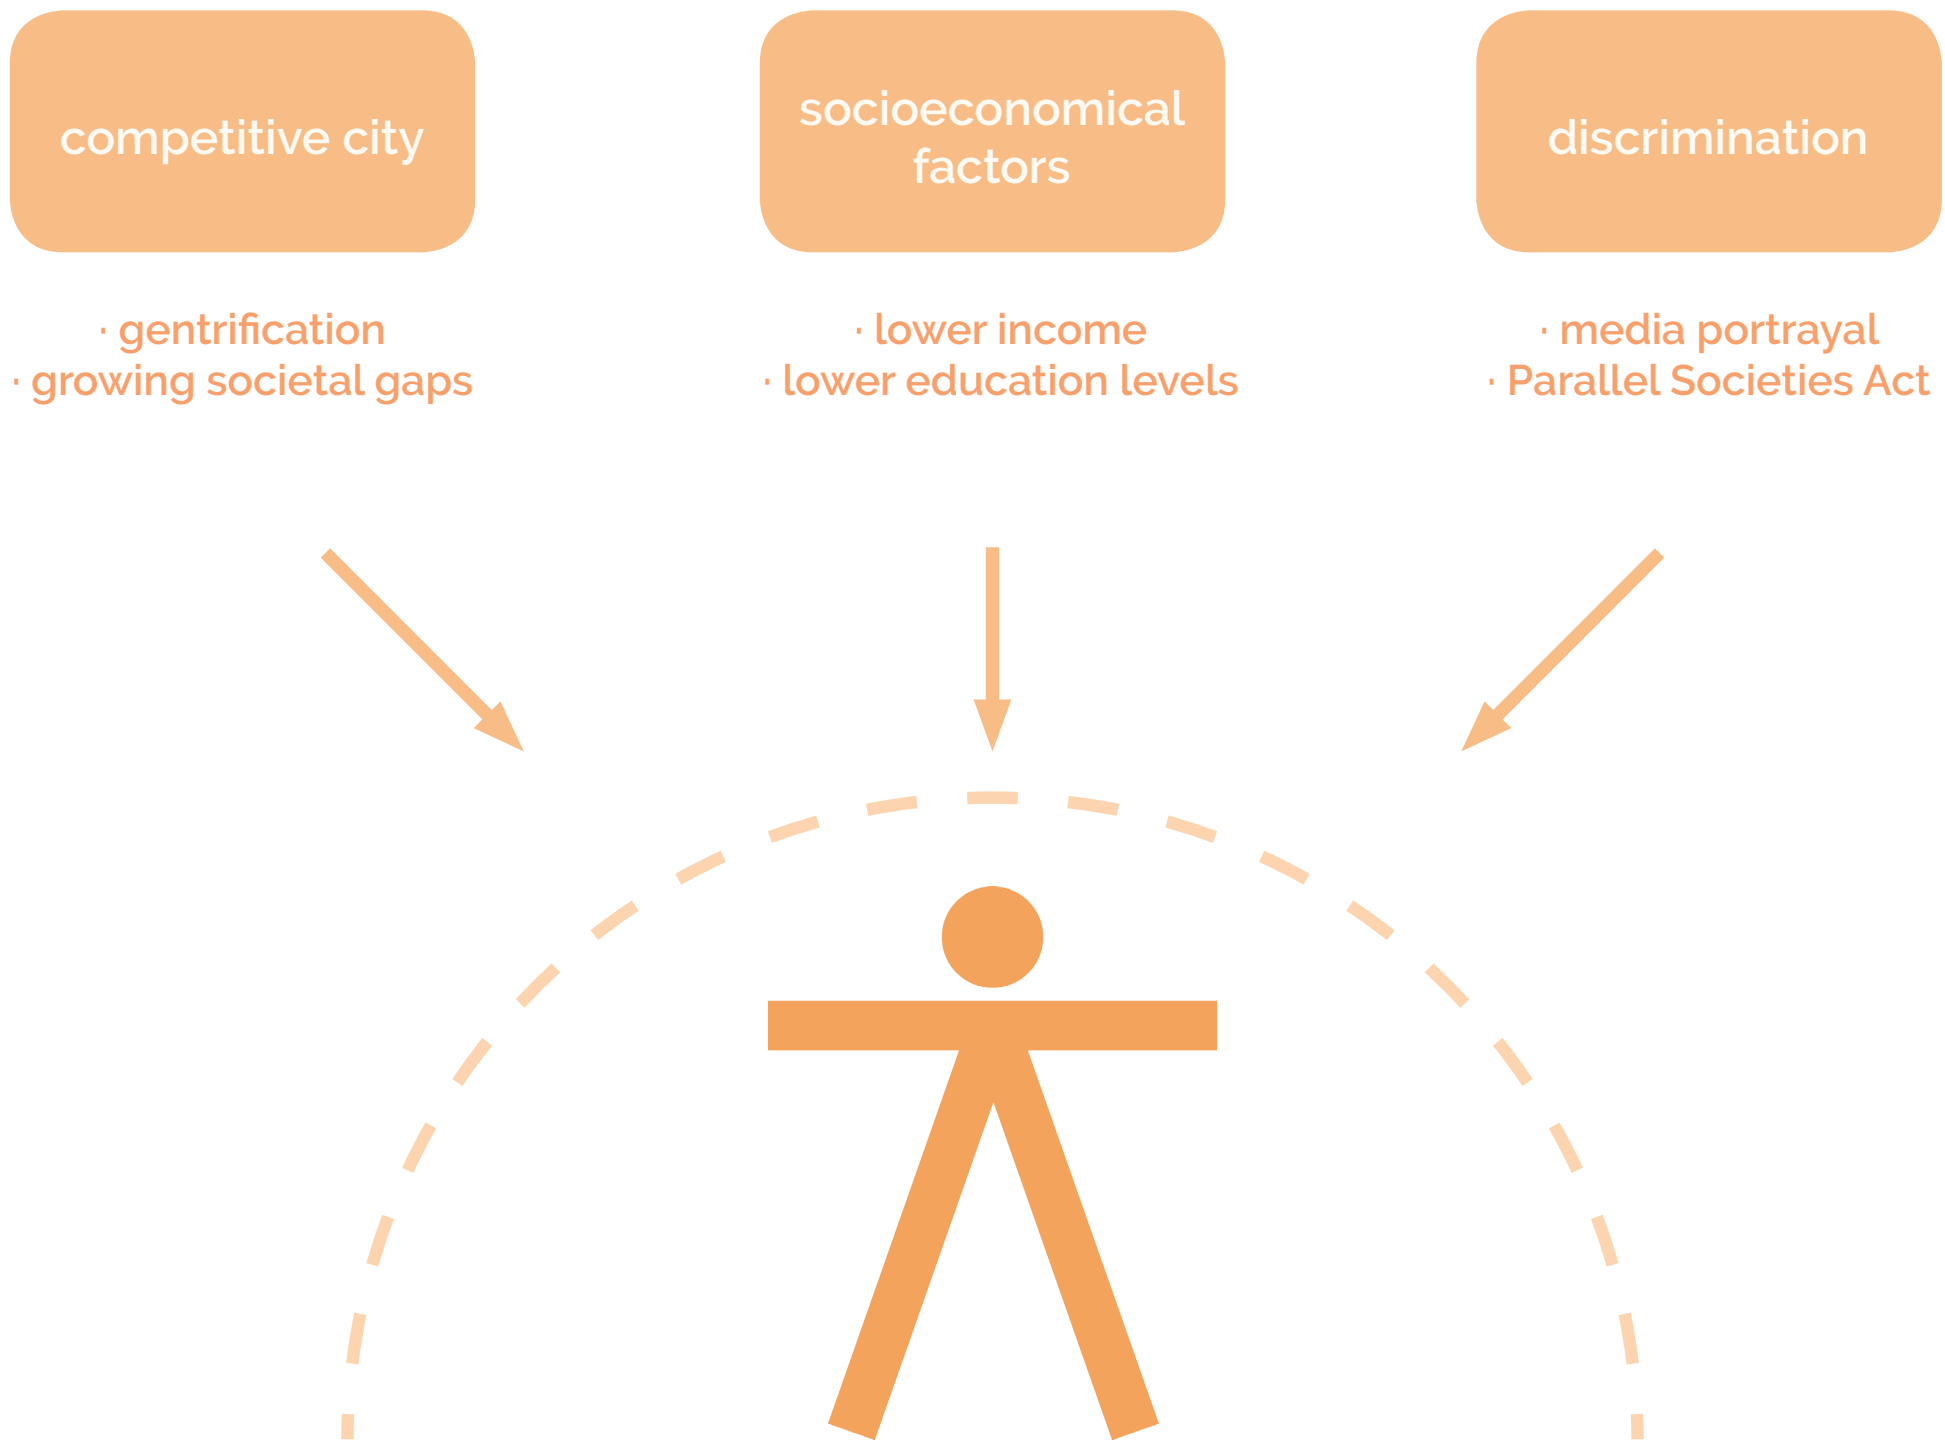 competitive city
socioeconomical
factors
discrimination
· gentrification
· growing societal gaps
· lower income
· lower education levels
· media portrayal
· Parallel Societies Act